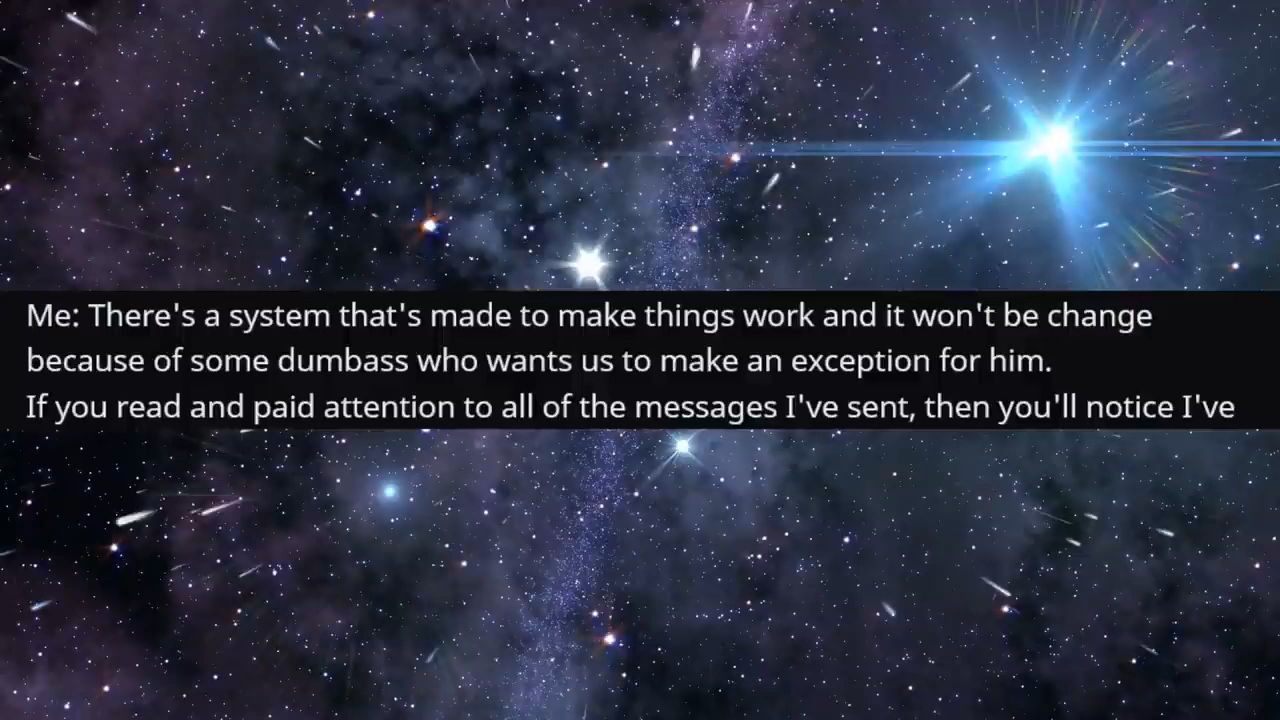 Me: There's a system that's made to make things work and it won't be change
because of some dumbass who wants us to make an exception for him.
If you read and paid attention to all of the messages I've sent, then you'll notice I've